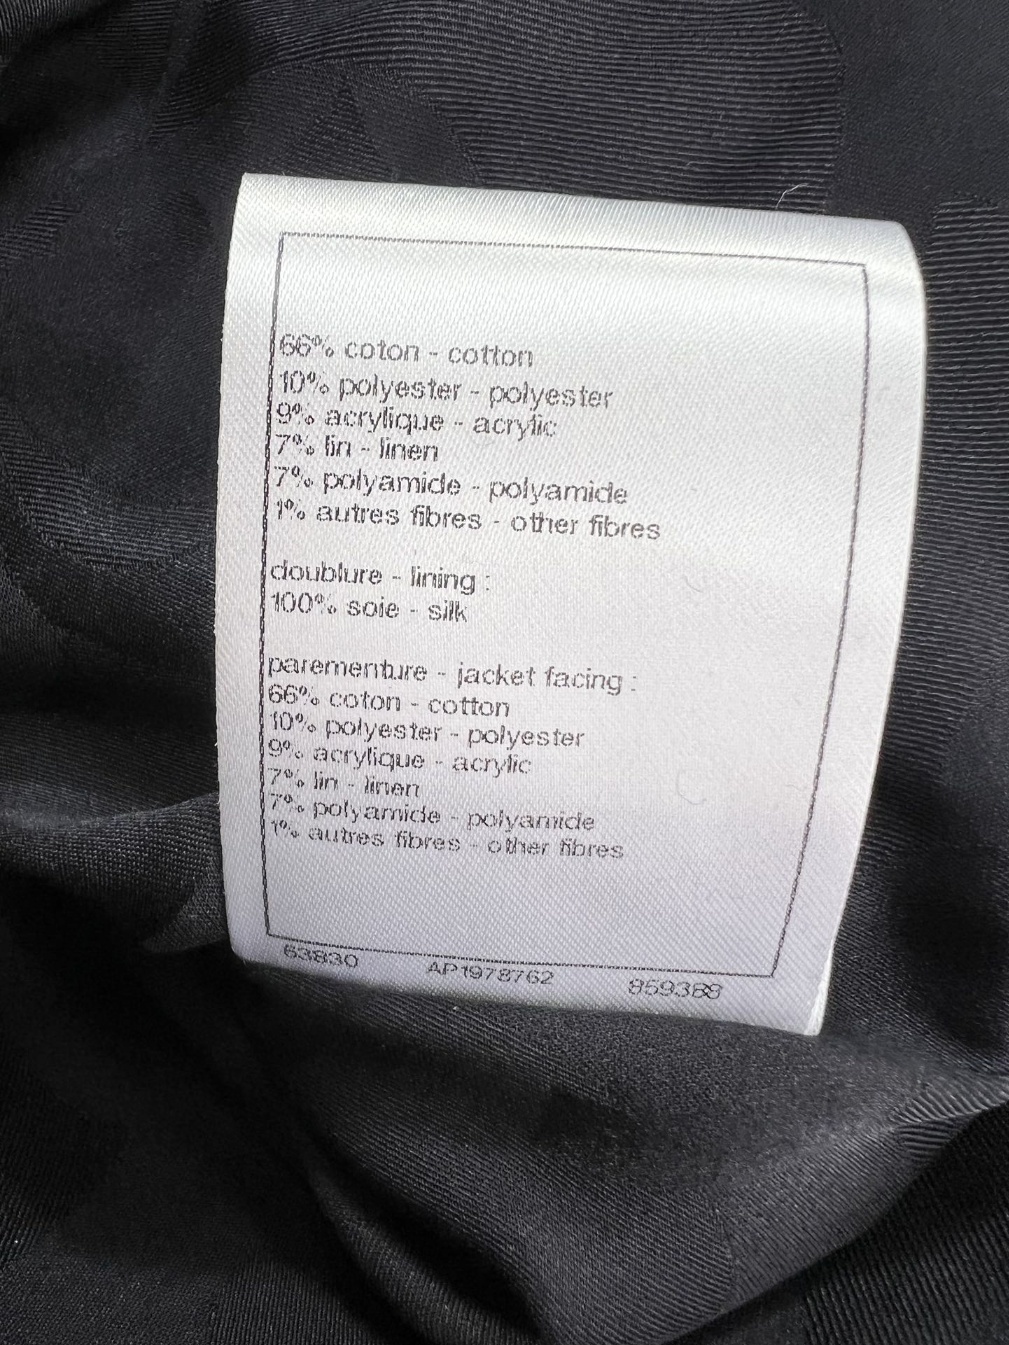 66% coton - cotton
10% polyester - polyester
9% acrylique - acrylic
7% lin - linen
7% polyamide - polyamide
1% autres fibres - other fibres
doublure - lining :
100% soie - silk
parementure - jacket facing :
66% coton - cotton
10% polyester - polyester
9% acrylique - acrylic
7% lin - linen
7% polyamide - polyamide
1% autres fibres - other fibres
63830 AP1978762 859388